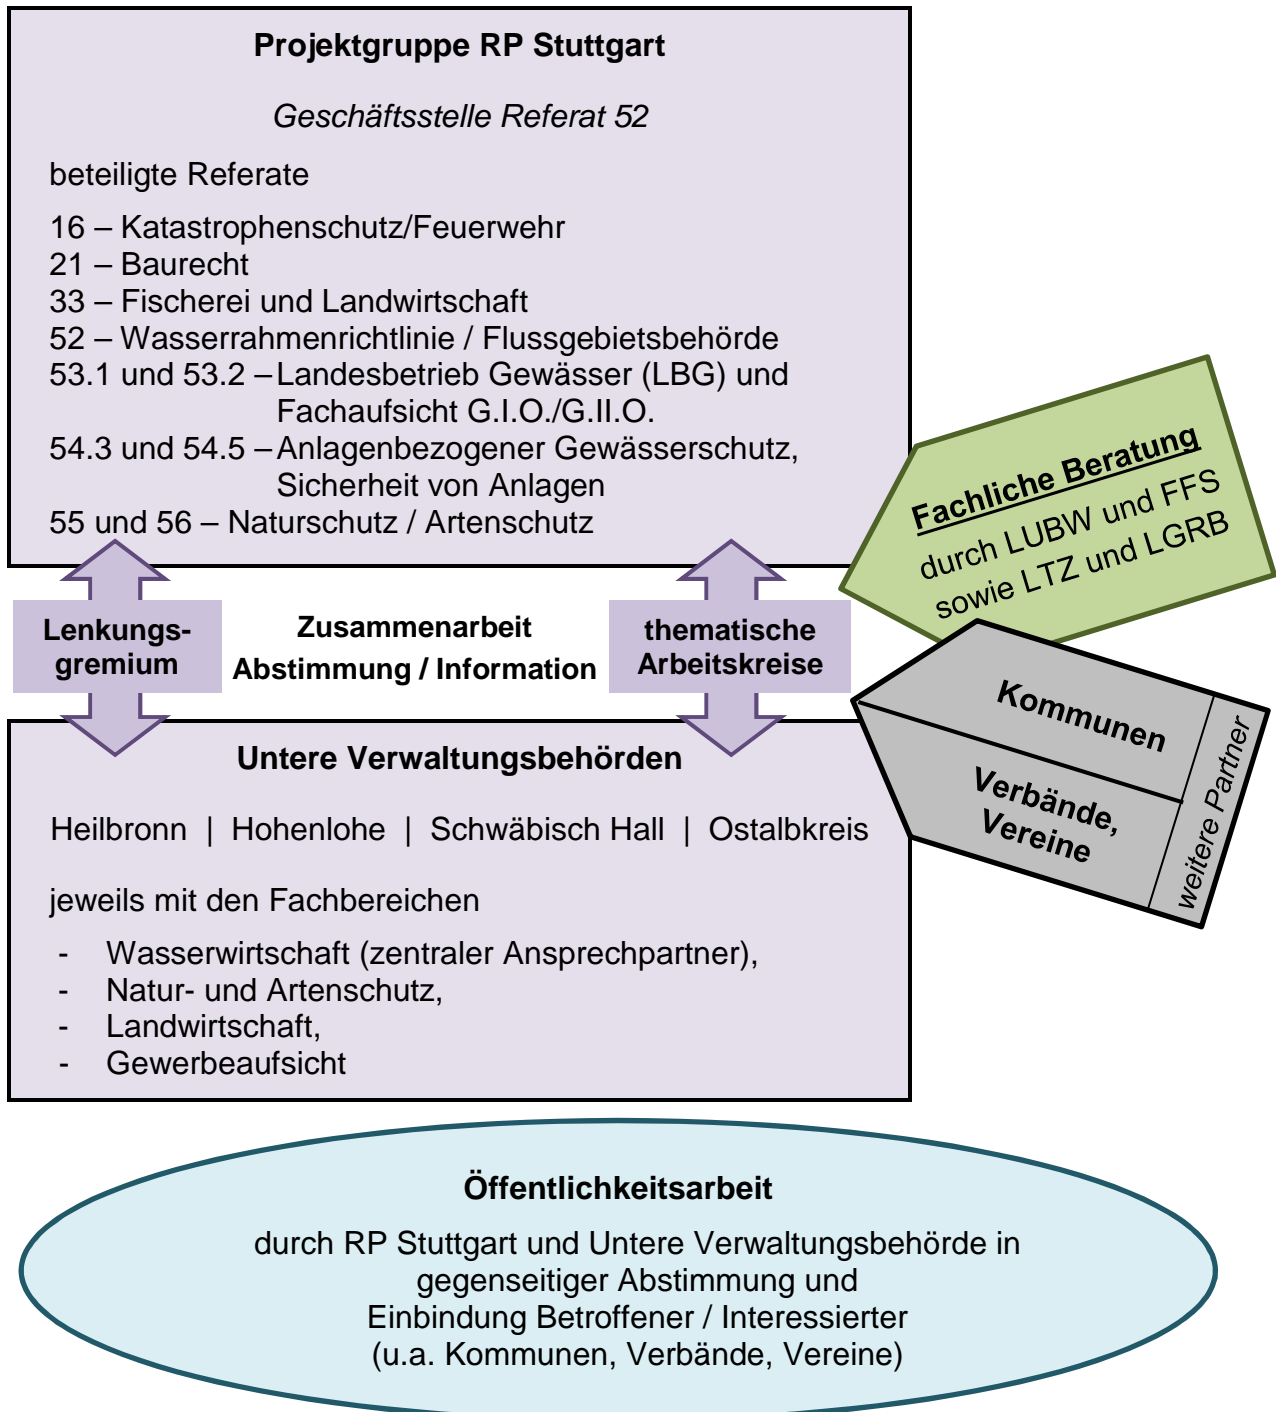 Projektgruppe RP Stuttgart
Geschäftsstelle Referat 52
beteiligte Referate
16 – Katastrophenschutz/Feuerwehr
21 – Baurecht
33 – Fischerei und Landwirtschaft
52 – Wasserrahmenrichtlinie / Flussgebietsbehörde
53.1 und 53.2 – Landesbetrieb Gewässer (LBG) und
Fachaufsicht G.I.O./G.II.O.
54.3 und 54.5 – Anlagenbezogener Gewässerschutz,
Sicherheit von Anlagen
55 und 56 – Naturschutz / Artenschutz
Fachliche Beratung
durch LUBW und FFS
sowie LTZ und LGRB
Lenkungs-
gremium
Zusammenarbeit
Abstimmung / Information
thematische
Arbeitskreise
Kommunen
Verbände,
Vereine
weitere Partner
Untere Verwaltungsbehörden
Heilbronn | Hohenlohe | Schwäbisch Hall | Ostalbkreis
jeweils mit den Fachbereichen
- Wasserwirtschaft (zentraler Ansprechpartner),
- Natur- und Artenschutz,
- Landwirtschaft,
- Gewerbeaufsicht
Öffentlichkeitsarbeit
durch RP Stuttgart und Untere Verwaltungsbehörde in
gegenseitiger Abstimmung und
Einbindung Betroffener / Interessierter
(u.a. Kommunen, Verbände, Vereine)